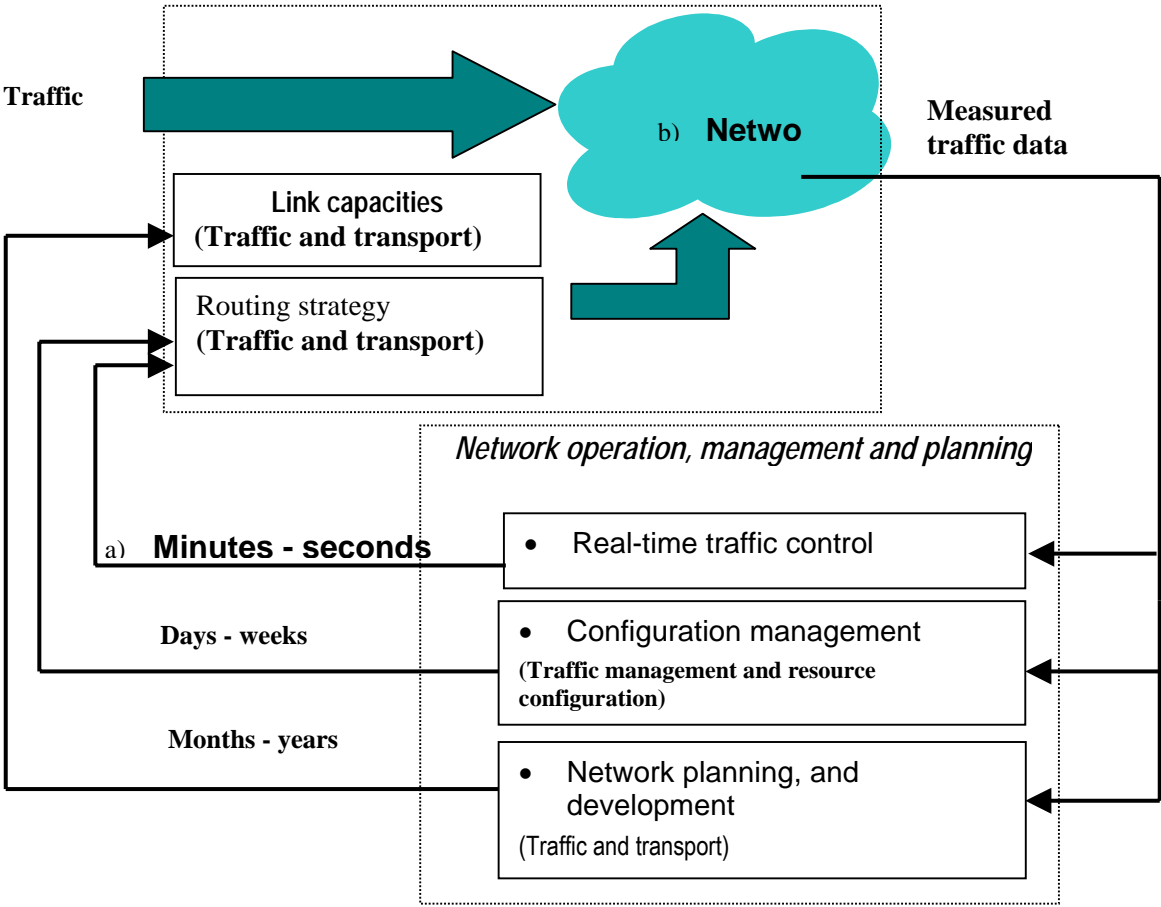 Traffic
b) Netwo
Measured
traffic data
Link capacities
(Traffic and transport)
Routing strategy
(Traffic and transport)
Network operation, management and planning
a) Minutes - seconds
• Real-time traffic control
Days - weeks
• Configuration management
(Traffic management and resource
configuration)
Months - years
• Network planning, and
development
(Traffic and transport)